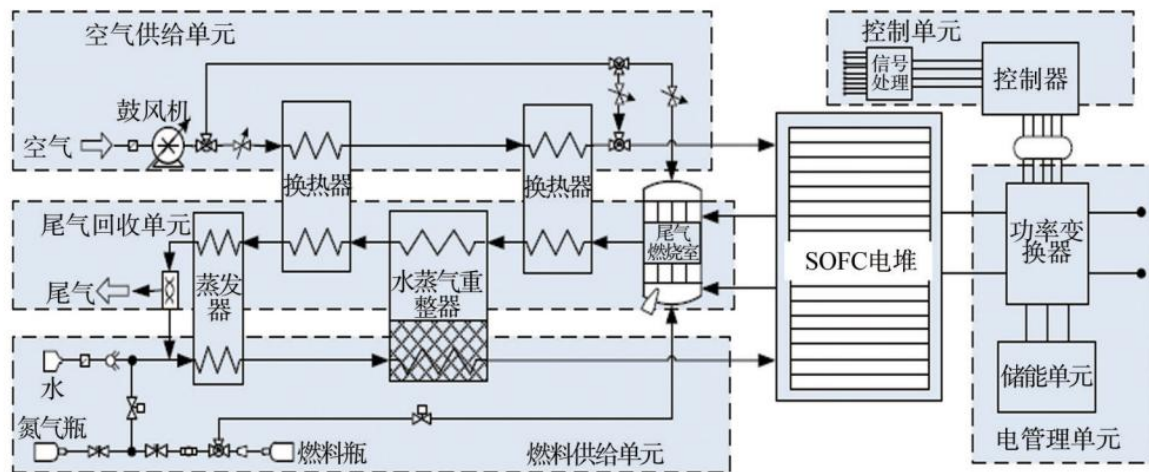 空气供给单元
控制单元
信号
处理
控制器
鼓风机
空气
换热器
换热器
尾气回收单元
尾气
燃烧室
功率变
换器
SOFC电堆
尾气
蒸发
器
水蒸气重
整器
水
储能单元
氮气瓶
燃料瓶
燃料供给单元
电管理单元